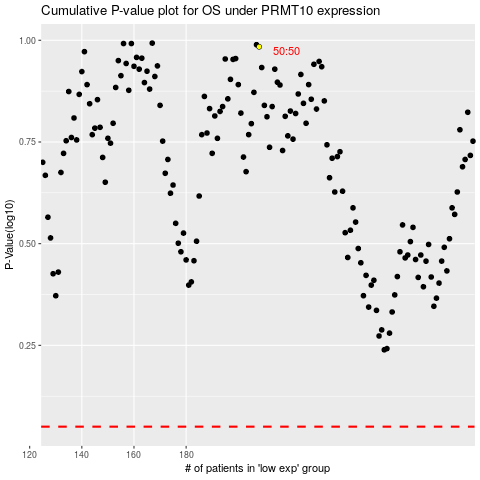 Cumulative P-value plot for OS under PRMT10 expression
P-Value(log10)
1.00
0.75
0.50
0.25
50:50
120 140 160 180
# of patients in 'low exp' group